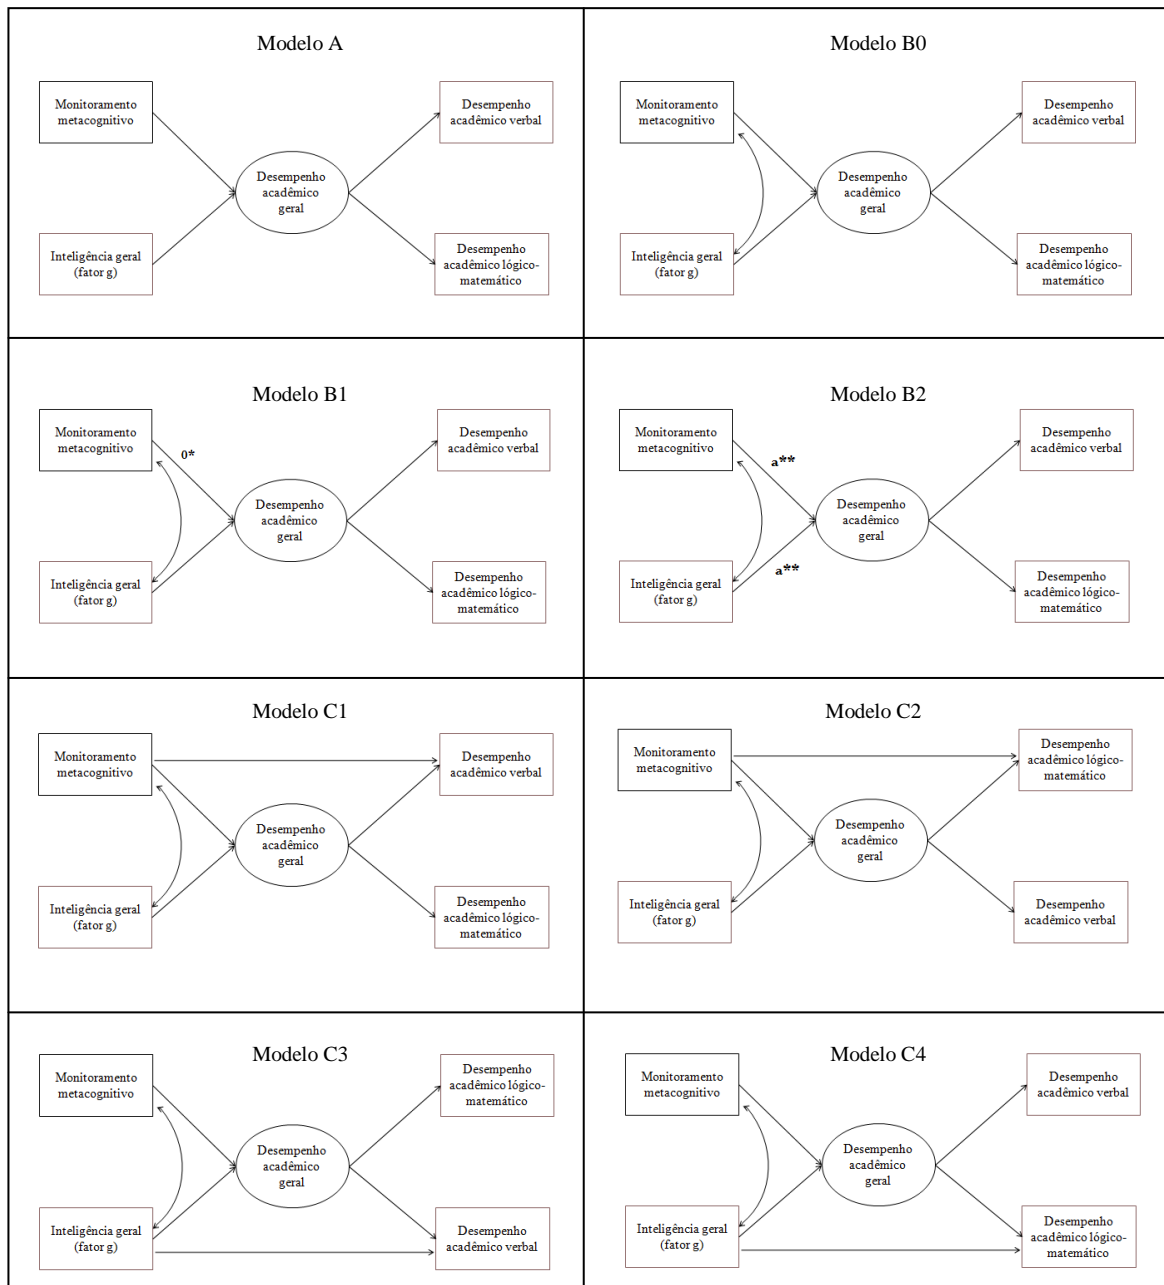 Modelo A
Monitoramento
metacognitivo
Desempenho
acadêmico verbal
Desempenho
acadêmico
geral
Inteligência geral
(fator g)
Desempenho
acadêmico lógico-
matemático
Modelo B0
Monitoramento
metacognitivo
Desempenho
acadêmico verbal
Desempenho
acadêmico
geral
Inteligência geral
(fator g)
Desempenho
acadêmico lógico-
matemático
Modelo B1
Monitoramento
metacognitivo
0*
Desempenho
acadêmico verbal
Desempenho
acadêmico
geral
Inteligência geral
(fator g)
Desempenho
acadêmico lógico-
matemático
Modelo B2
Monitoramento
metacognitivo
a**
Desempenho
acadêmico verbal
Desempenho
acadêmico
geral
a**
Inteligência geral
(fator g)
Desempenho
acadêmico lógico-
matemático
Modelo C1
Monitoramento
metacognitivo
Desempenho
acadêmico verbal
Desempenho
acadêmico
geral
Inteligência geral
(fator g)
Desempenho
acadêmico lógico-
matemático
Modelo C2
Monitoramento
metacognitivo
Desempenho
acadêmico lógico-
matemático
Desempenho
acadêmico
geral
Inteligência geral
(fator g)
Desempenho
acadêmico verbal
Modelo C3
Monitoramento
metacognitivo
Desempenho
acadêmico lógico-
matemático
Desempenho
acadêmico
geral
Inteligência geral
(fator g)
Desempenho
acadêmico verbal
Modelo C4
Monitoramento
metacognitivo
Desempenho
acadêmico verbal
Desempenho
acadêmico
geral
Inteligência geral
(fator g)
Desempenho
acadêmico lógico-
matemático